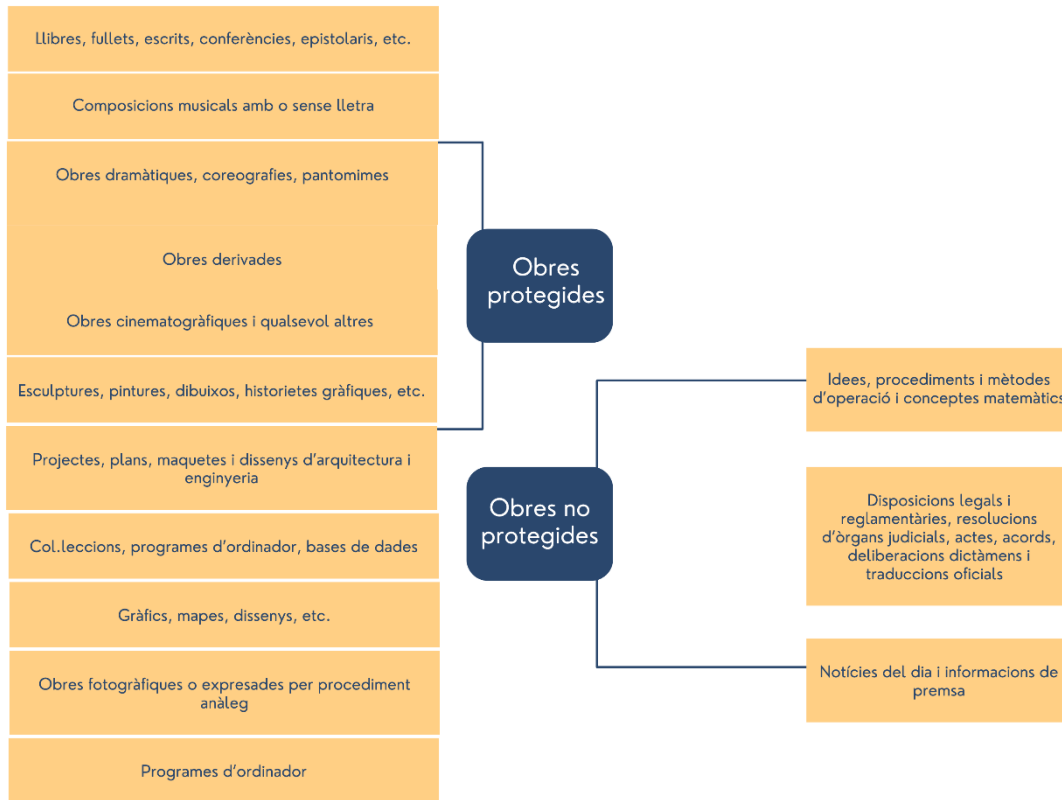 Llibres, fullets, escrits, conferències, epistolaris, etc.
Composicions musicals amb o sense lletra
Obres dramàtiques, coreografies, pantomimes
Obres derivades
Obres cinematogràfiques i qualsevol altres
Esculptures, pintures, dibuixos, historietes gràfiques, etc.
Projectes, plans, maquetes i dissenys d'arquitectura i
enginyeria
Col.leccions, programes d'ordinador, bases de dades
Gràfics, mapes, dissenys, etc.
Obres fotogràfiques o expresades per procediment
anàleg
Programes d'ordinador
Obres
protegides
Obres no
protegides
Idees, procediments i mètodes
d'operació i conceptes matemàtics
Disposicions legals i
reglamentàries, resolucions
d'òrgans judicials, actes, acords,
deliberacions dictàmens i
traduccions oficials
Notícies del dia i informacions de
premsa